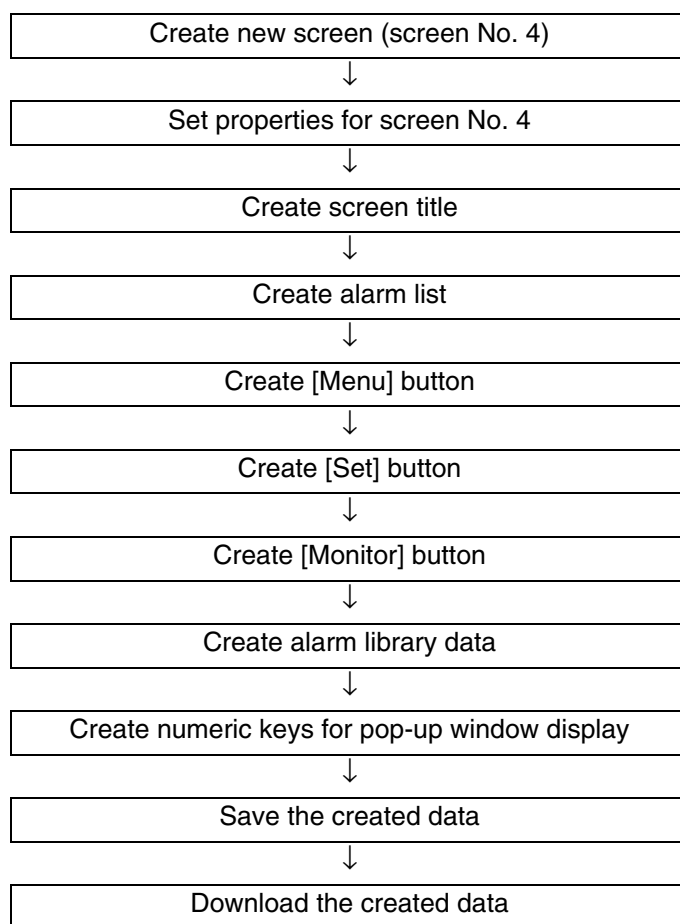 Create new screen (screen No. 4)
↓
Set properties for screen No. 4
↓
Create screen title
↓
Create alarm list
↓
Create [Menu] button
↓
Create [Set] button
↓
Create [Monitor] button
↓
Create alarm library data
↓
Create numeric keys for pop-up window display
↓
Save the created data
↓
Download the created data